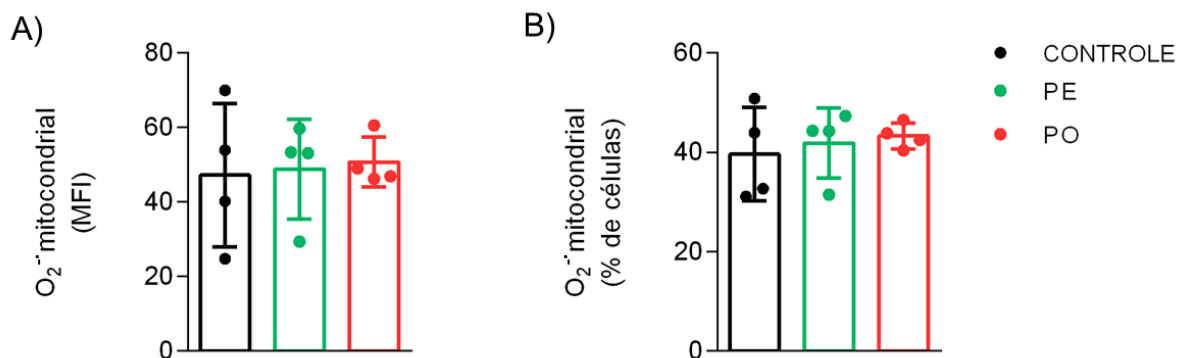 A)
O₂⁻·mitocondrial
(MFI)
80
60
40
20
0
B)
O₂⁻·mitocondrial
(% de células)
60
40
20
0
CONTROLE
PE
PO